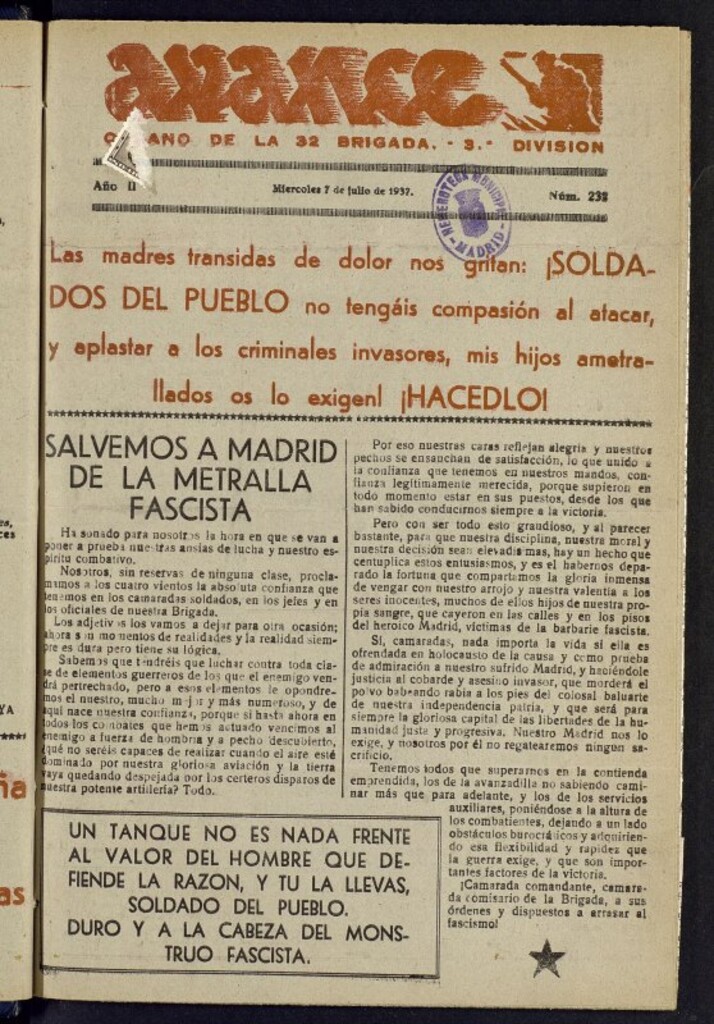 avance
ORGANO DE LA 32 BRIGADA. - 3.ª DIVISION
Año II
Miercoles 7 de julio de 1937.
Núm. 238
HEMEROTECA MUNICIPAL
MADRID
Las madres transidas de dolor nos gritan: ¡SOLDA-
DOS DEL PUEBLO no tengáis compasión al atacar,
y aplastar a los criminales invasores, mis hijos ametra-
llados os lo exigen! ¡HACEDLO!
SALVEMOS A MADRID
DE LA METRALLA
FASCISTA
Ha sonado para nosotros la hora en que se van a
poner a prueba nuestras ansias de lucha y nuestro es-
píritu combativo.
Nosotros, sin reservas de ninguna clase, procla-
mamos a los cuatro vientos la absoluta confianza que
tenemos en los camaradas soldados, en los jefes y en
los oficiales de nuestra Brigada.
Los adjetivos los vamos a dejar para otra ocasión;
ahora son momentos de realidades y la realidad siem-
pre es dura pero tiene su lógica.
Sabemos que tendréis que luchar contra toda cla-
se de elementos guerreros de los que el enemigo ven-
drá pertrechado, pero a esos elementos le opondre-
mos el nuestro, mucho mejor y más numeroso, y de
aquí nace nuestra confianza, porque si hasta ahora en
todos los combates que hemos actuado vencimos al
enemigo a fuerza de hombría y a pecho descubierto,
¿qué no seréis capaces de realizar cuando el aire esté
dominado por nuestra gloriosa aviación y la tierra
vaya quedando despejada por los certeros disparos de
nuestra potente artillería? Todo.
UN TANQUE NO ES NADA FRENTE
AL VALOR DEL HOMBRE QUE DE-
FIENDE LA RAZON, Y TU LA LLEVAS,
SOLDADO DEL PUEBLO.
DURO Y A LA CABEZA DEL MONS-
TRUO FASCISTA.
Por eso nuestras caras reflejan alegría y nuestros
pechos se ensanchan de satisfacción, lo que unido a
la confianza que tenemos en nuestros mandos, con-
fianza legítimamente merecida, porque supieron en
todo momento estar en sus puestos, desde los que
han sabido conducirnos siempre a la victoria.
Pero con ser todo esto grandioso, y al parecer
bastante, para que nuestra disciplina, nuestra moral y
nuestra decisión sean elevadísimas, hay un hecho que
centuplica estos entusiasmos, y es el habernos depa-
rado la fortuna que compartamos la gloria inmensa
de vengar con nuestro arrojo y nuestra valentía a los
seres inocentes, muchos de ellos hijos de nuestra pro-
pia sangre, que cayeron en las calles y en los pisos
del heroico Madrid, víctimas de la barbarie fascista.
Sí, camaradas, nada importa la vida si ella es
ofrendada en holocausto de la causa y como prueba
de admiración a nuestro sufrido Madrid, y haciéndole
justicia al cobarde y asesino invasor, que morderá el
polvo babeando rabia a los pies del colosal baluarte
de nuestra independencia patria, y que será para
siempre la gloriosa capital de las libertades de la hu-
manidad justa y progresiva. Nuestro Madrid nos lo
exige, y nosotros por él no regatearemos ningún sa-
crificio.
Tenemos todos que superarnos en la contienda
emprendida, los de la avanzadilla no sabiendo cami-
nar más que para adelante, y los de los servicios
auxiliares, poniéndose a la altura de
los combatientes, dejando a un lado
obstáculos burocráticos y adquirien-
do esa flexibilidad y rapidez que
la guerra exige, y que son impor-
tantes factores de la victoria.
¡Camarada comandante, camara-
da comisario de la Brigada, a sus
órdenes y dispuestos a arrasar al
fascismo!